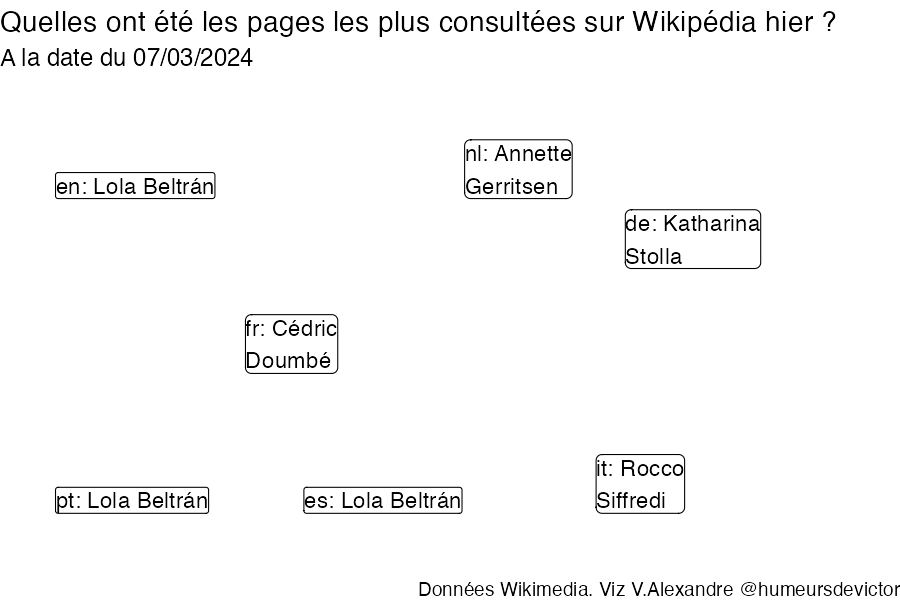 Quelles ont été les pages les plus consultées sur Wikipédia hier ?
A la date du 07/03/2024
nl: Annette
Gerritsen
en: Lola Beltrán
de: Katharina
Stolla
fr: Cédric
Doumbé
it: Rocco
Siffredi
pt: Lola Beltrán
es: Lola Beltrán
Données Wikimedia. Viz V.Alexandre @humeursdevictor